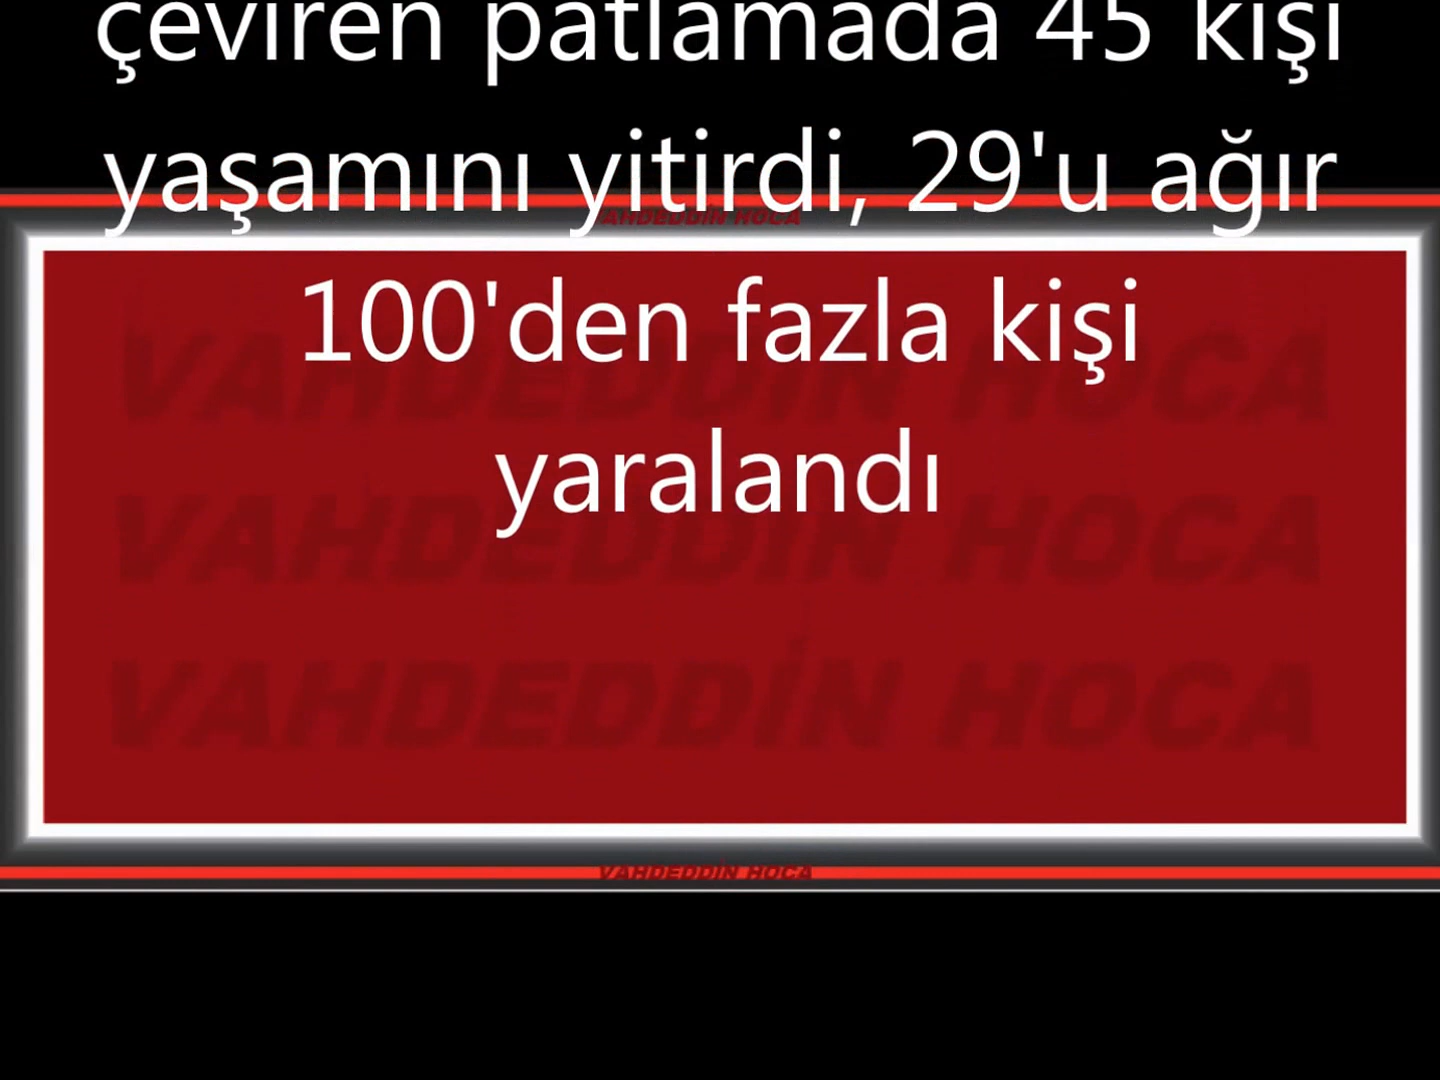 çeviren patlamada 45 kişi
yaşamını yitirdi, 29'u ağır
VAHDEDDİN HOCA
100'den fazla kişi
VAHDEDDİN HOCA
yaralandı
VAHDEDDİN HOCA
VAHDEDDİN HOCA
VAHDEDDİN HOCA